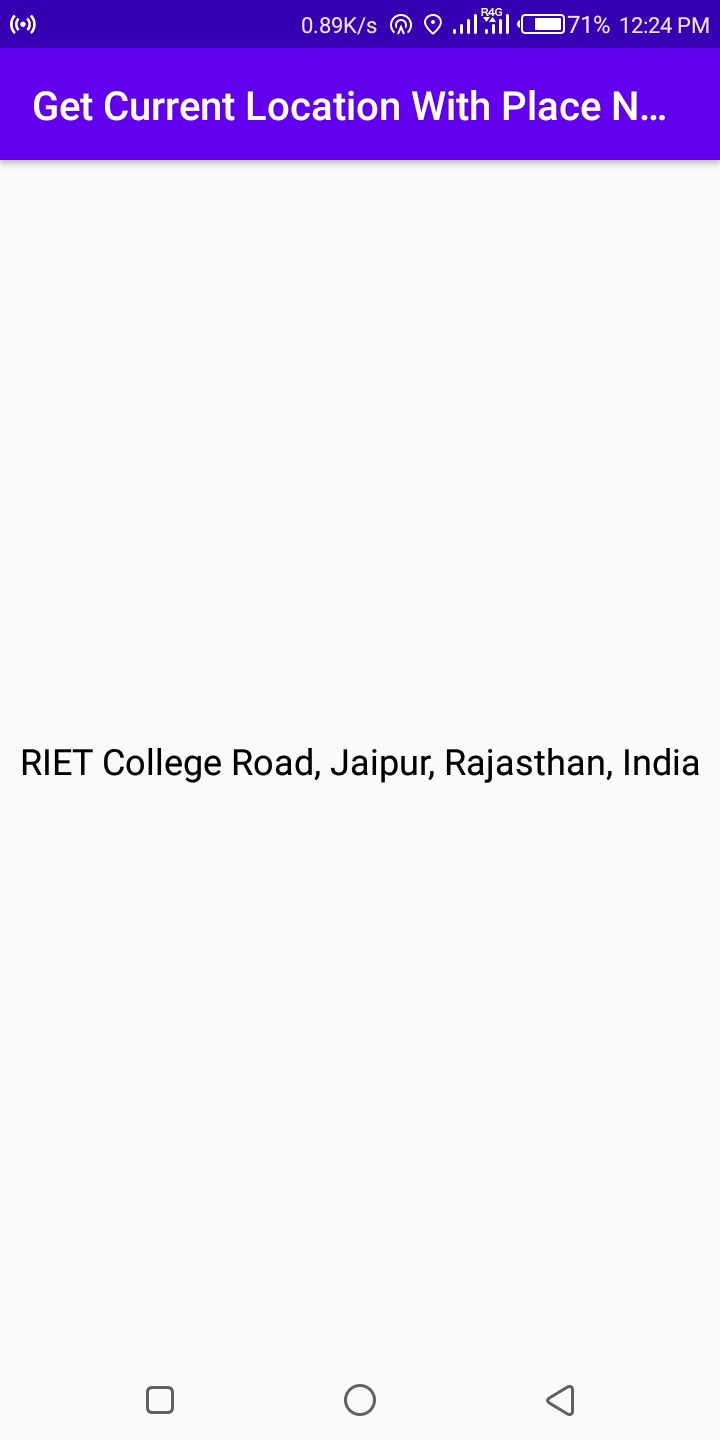 0.89K/s R4G 71% 12:24 PM
Get Current Location With Place N...
RIET College Road, Jaipur, Rajasthan, India